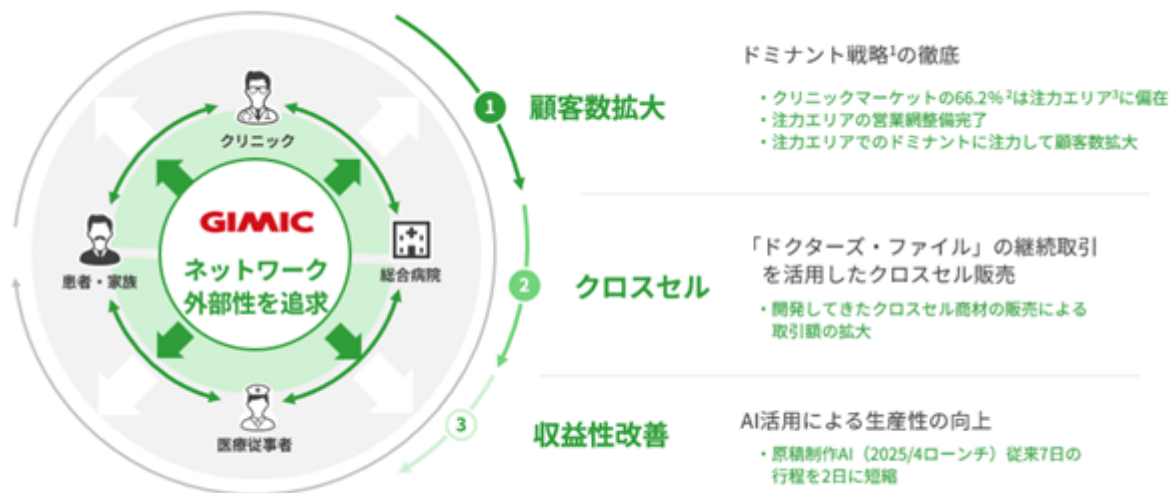 クリニック
GIMIC
ネットワーク
外部性を追求
患者・家族
総合病院
医療従事者
1
顧客数拡大
ドミナント戦略¹の徹底
・クリニックマーケットの66.2%²は注力エリア³に偏在
・注力エリアの営業網整備完了
・注力エリアでのドミナントに注力して顧客数拡大
2
クロスセル
「ドクターズ・ファイル」の継続取引
を活用したクロスセル販売
・開発してきたクロスセル商材の販売による
取引額の拡大
3
収益性改善
AI活用による生産性の向上
・原稿制作AI（2025/4ローンチ）従来7日の
行程を2日に短縮